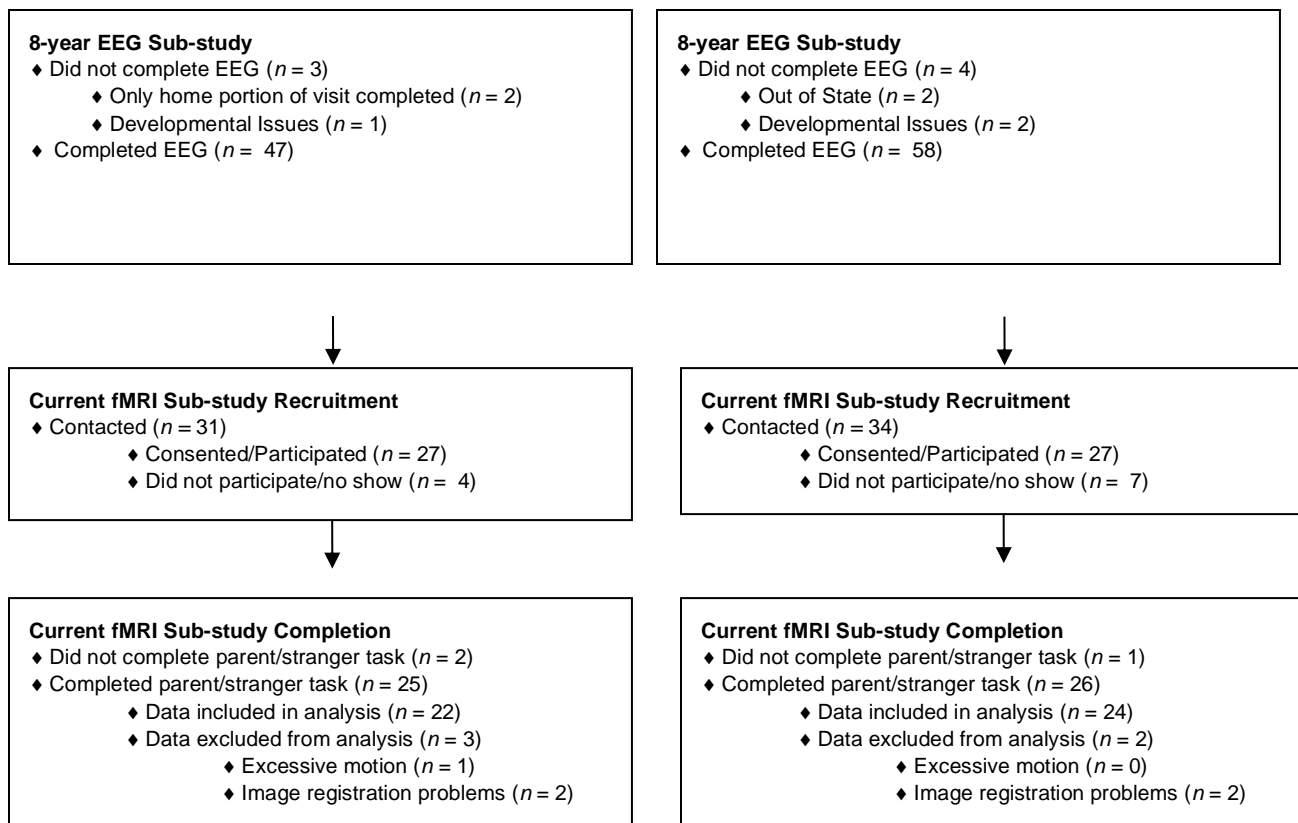 8-year EEG Sub-study
♦ Did not complete EEG (n = 3)
♦ Only home portion of visit completed (n = 2)
♦ Developmental Issues (n = 1)
♦ Completed EEG (n = 47)
8-year EEG Sub-study
♦ Did not complete EEG (n = 4)
♦ Out of State (n = 2)
♦ Developmental Issues (n = 2)
♦ Completed EEG (n = 58)
Current fMRI Sub-study Recruitment
♦ Contacted (n = 31)
♦ Consented/Participated (n = 27)
♦ Did not participate/no show (n = 4)
Current fMRI Sub-study Recruitment
♦ Contacted (n = 34)
♦ Consented/Participated (n = 27)
♦ Did not participate/no show (n = 7)
Current fMRI Sub-study Completion
♦ Did not complete parent/stranger task (n = 2)
♦ Completed parent/stranger task (n = 25)
♦ Data included in analysis (n = 22)
♦ Data excluded from analysis (n = 3)
♦ Excessive motion (n = 1)
♦ Image registration problems (n = 2)
Current fMRI Sub-study Completion
♦ Did not complete parent/stranger task (n = 1)
♦ Completed parent/stranger task (n = 26)
♦ Data included in analysis (n = 24)
♦ Data excluded from analysis (n = 2)
♦ Excessive motion (n = 0)
♦ Image registration problems (n = 2)